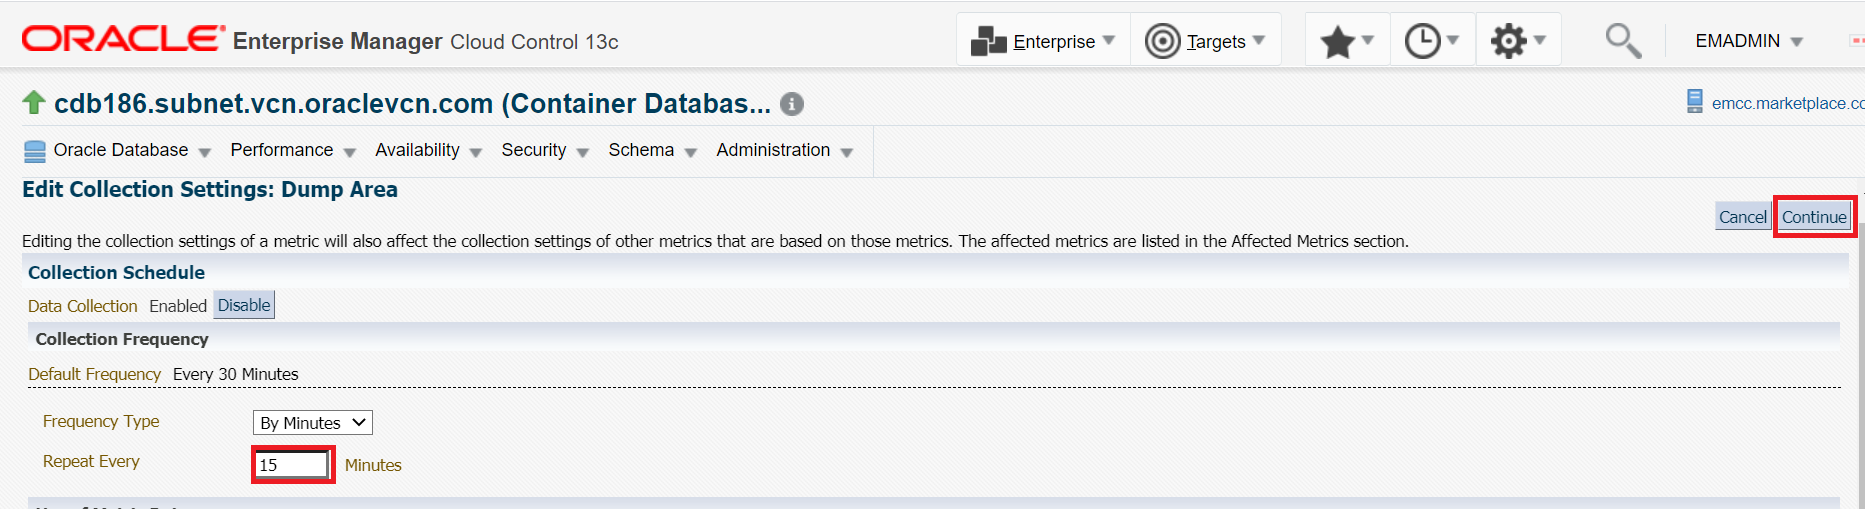 ORACLE Enterprise Manager Cloud Control 13c Enterprise Targets EMADMIN
cdb186.subnet.vcn.oraclevcn.com (Container Databas... emcc.marketplace.co
Oracle Database Performance Availability Security Schema Administration
Edit Collection Settings: Dump Area
Cancel Continue
Editing the collection settings of a metric will also affect the collection settings of other metrics that are based on those metrics. The affected metrics are listed in the Affected Metrics section.
Collection Schedule
Data Collection Enabled Disable
Collection Frequency
Default Frequency Every 30 Minutes
Frequency Type By Minutes
Repeat Every 15 Minutes